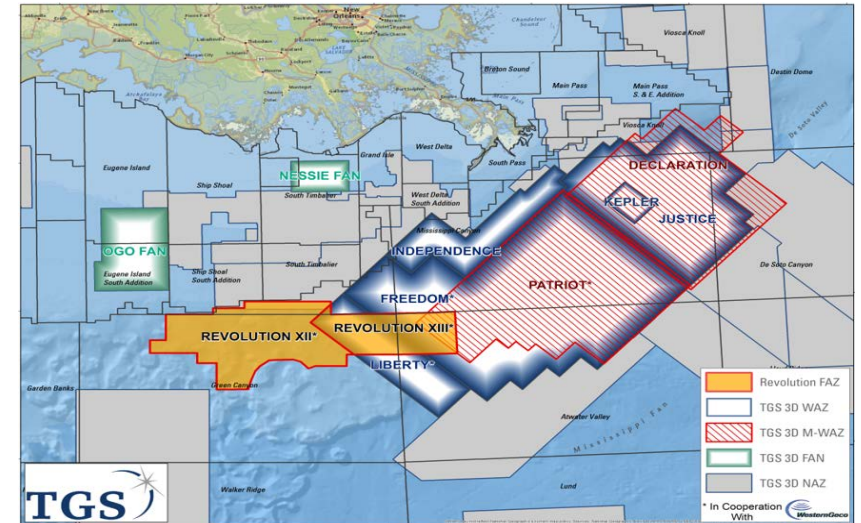 New
Orleans
LAKE
SALVADOR
Chandeleur
Sound
Viosca Knoll
Breton Sound
Main Pass
Main Pass
S. & E. Addition
Destin Dome
De Soto Valley
Viosca Knoll
Atchafalaya
Bay
Eugene Island
Ship Shoal
Grand Isle
West Delta
South Pass
NESSIE FAN
South Timbalier
West Delta
South Addition
Mississippi Canyon
DECLARATION
KEPLER
JUSTICE
OGO FAN
Eugene Island
South Addition
Ship Shoal
South Addition
South Timbalier
INDEPENDENCE
De Soto Canyon
FREEDOM*
PATRIOT*
REVOLUTION XII*
REVOLUTION XIII*
LIBERTY*
Garden Banks
Green Canyon
Atwater Valley
Mississippi Fan
Walker Ridge
Lund
Revolution FAZ
TGS 3D WAZ
TGS 3D M-WAZ
TGS 3D FAN
TGS 3D NAZ
* In Cooperation
With
WesternGeco
TGS